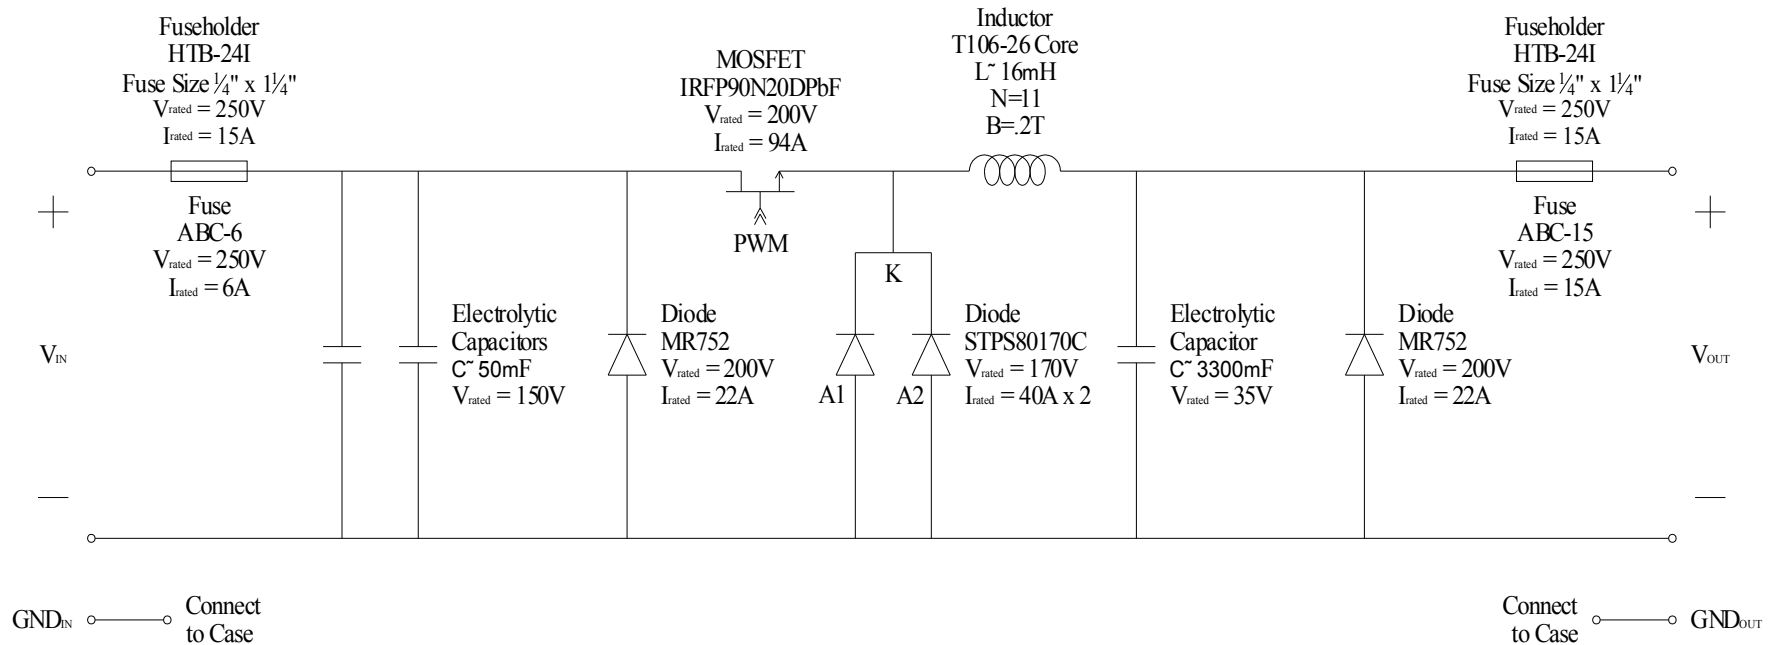 Fuseholder
HTB-24I
Fuse Size ¼" x 1¼"
Vrated = 250V
Irated = 15A
Fuse
ABC-6
Vrated = 250V
Irated = 6A
MOSFET
IRFP90N20DPbF
Vrated = 200V
Irated = 94A
PWM
Inductor
T106-26 Core
L~ 16mH
N=11
B=.2T
Fuseholder
HTB-24I
Fuse Size ¼" x 1¼"
Vrated = 250V
Irated = 15A
Fuse
ABC-15
Vrated = 250V
Irated = 15A
+
VIN
—
Electrolytic
Capacitors
C~ 50mF
Vrated = 150V
Diode
MR752
Vrated = 200V
Irated = 22A
K
A1
A2
Diode
STPS80170C
Vrated = 170V
Irated = 40A x 2
Electrolytic
Capacitor
C~ 3300mF
Vrated = 35V
Diode
MR752
Vrated = 200V
Irated = 22A
+
VOUT
—
GNDIN
Connect
to Case
Connect
to Case
GNDOUT